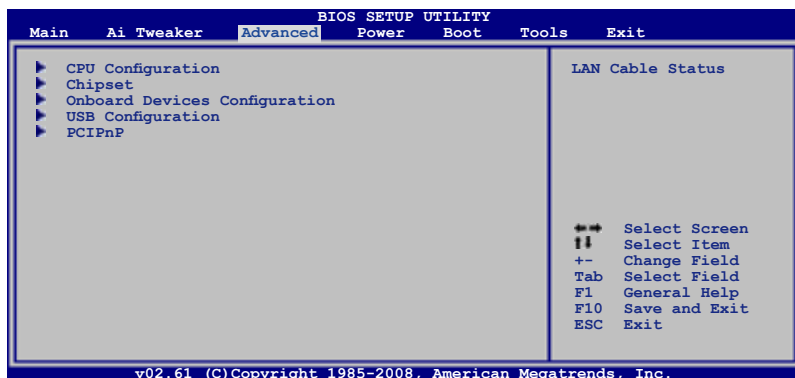 BIOS SETUP UTILITY
Main Ai Tweaker Advanced Power Boot Tools Exit
CPU Configuration
Chipset
Onboard Devices Configuration
USB Configuration
PCIPnP
LAN Cable Status
Select Screen
Select Item
+- Change Field
Tab Select Field
F1 General Help
F10 Save and Exit
ESC Exit
v02.61 (C)Copyright 1985-2008, American Megatrends, Inc.